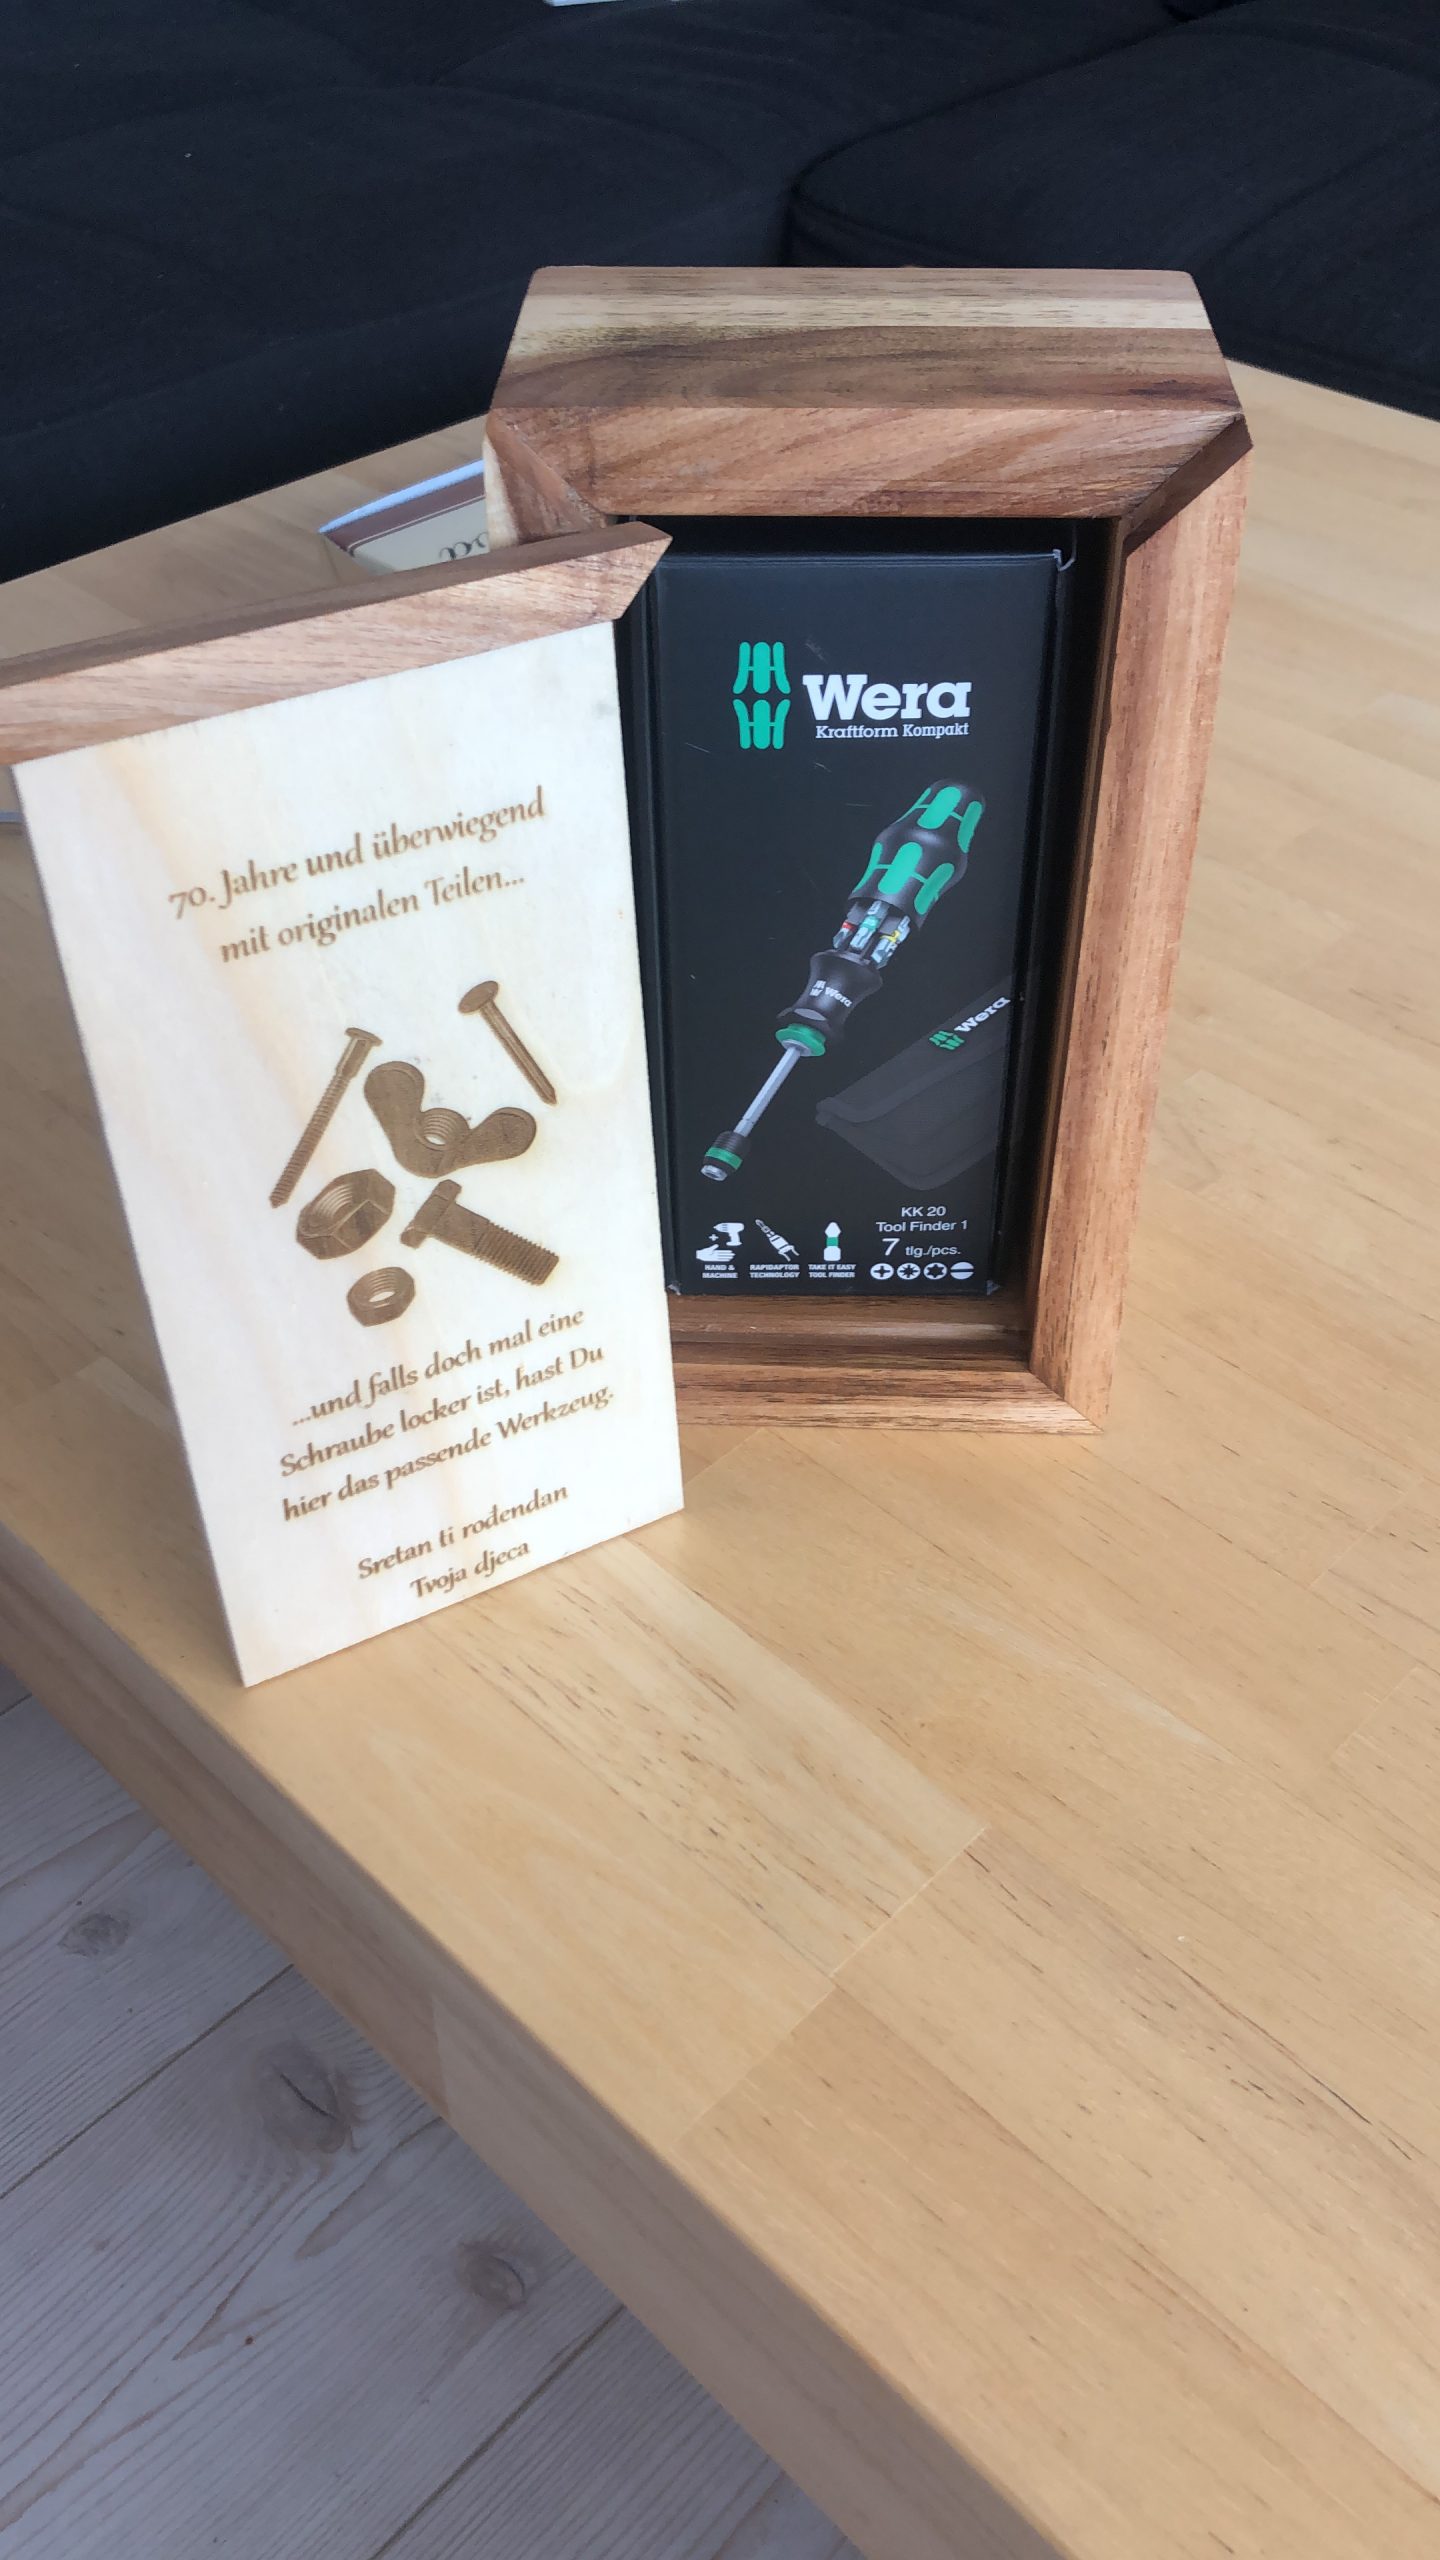 70. Jahre und überwiegend
mit originalen Teilen...
...und falls doch mal eine
Schraube locker ist, hast Du
hier das passende Werkzeug.
Sretan ti rođendan
Tvoja djeca
Wera
Kraftform Kompakt
Wera
Wera
KK 20
Tool Finder 1
7 tlg./pcs.
HAND &
MACHINE
RAPIDAPTOR
TECHNOLOGY
TAKE IT EASY
TOOL FINDER